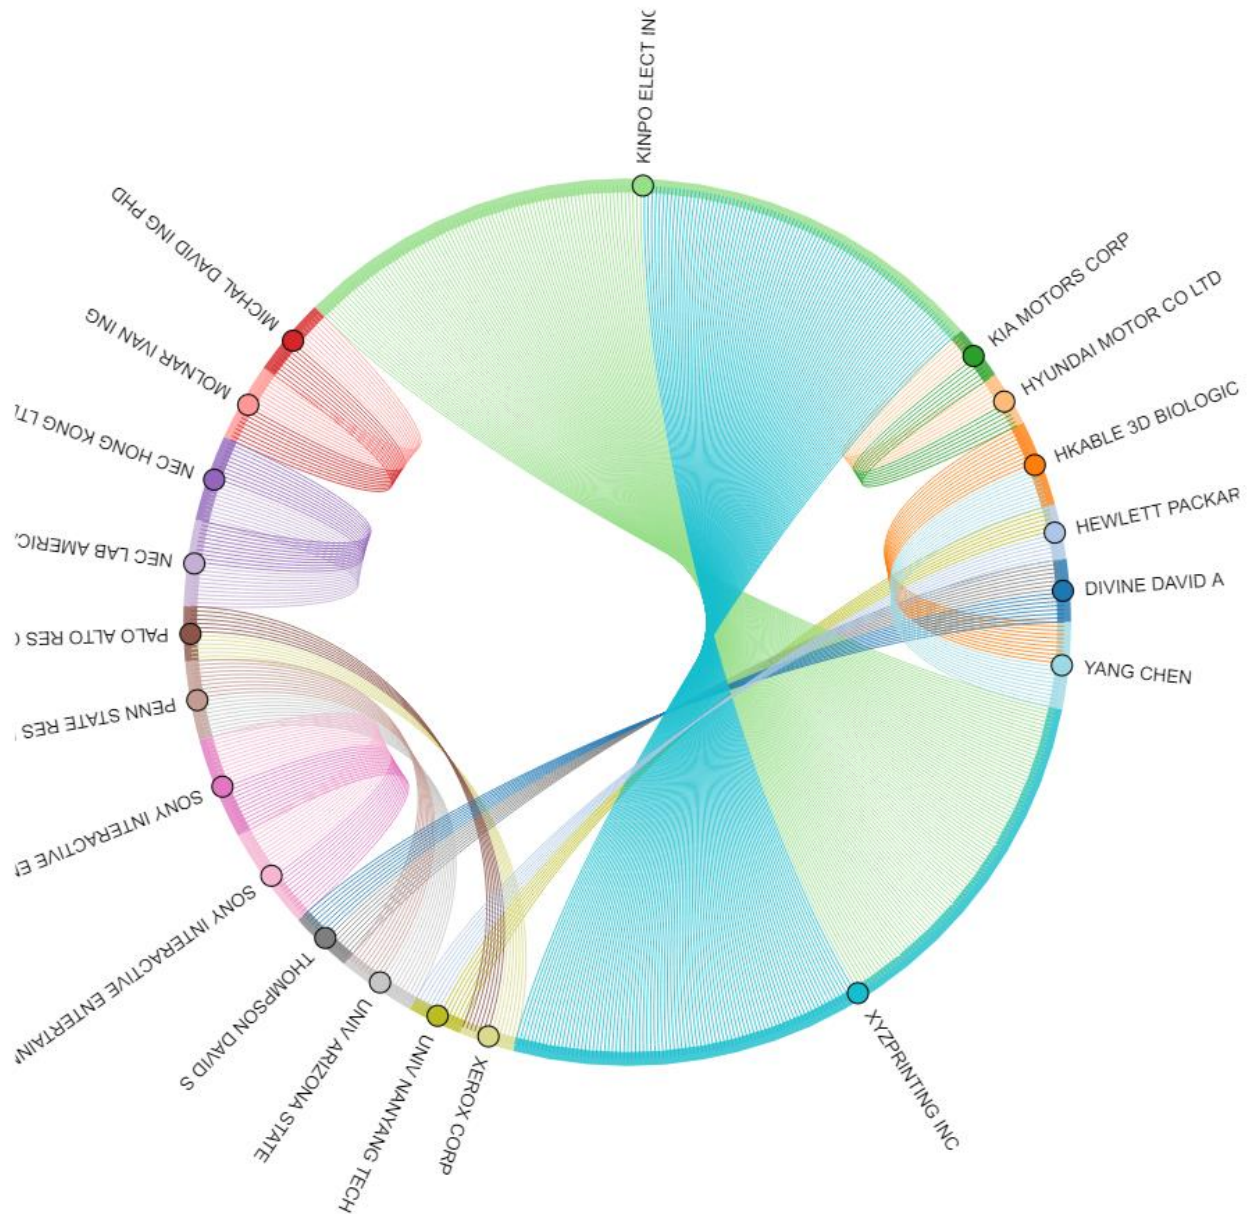 KINPO ELECT INC
KIA MOTORS CORP
HYUNDAI MOTOR CO LTD
HKABLE 3D BIOLOGIC
HEWLETT PACKAR
DIVINE DAVID A
YANG CHEN
XYZPRINTING INC
XEROX CORP
UNIV NANYANG TECH
UNIV ARIZONA STATE
THOMPSON DAVID S
SONY INTERACTIVE ENTERTAIN
SONY INTERACTIVE EN
PENN STATE RES
PALO ALTO RES
NEC LAB AMERICA
NEC HONG KONG LT
MOLNAR IVAN ING
MICHAL DAVID ING PHD